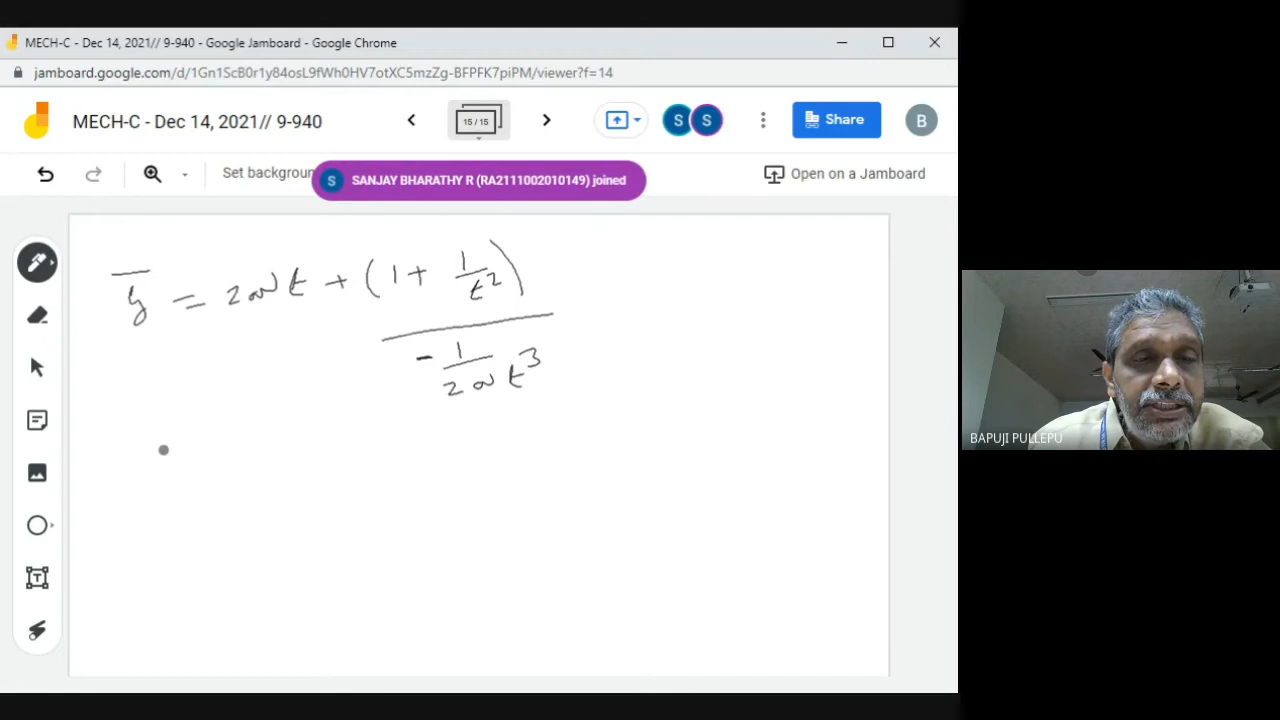 MECH-C - Dec 14, 2021// 9-940 - Google Jamboard - Google Chrome
jamboard.google.com/d/1Gn1ScB0r1y84osL9fWh0HV7otXC5mzZg-BFPFK7piPM/viewer?f=14
MECH-C - Dec 14, 2021// 9-940
15 / 15
S S
Share
B
Set backgroun
S SANJAY BHARATHY R (RA2111002010149) joined
Open on a Jamboard
ȳ = 2at + (1 + 1/t²)
- 1/2at³
BAPUJI PULLEPU